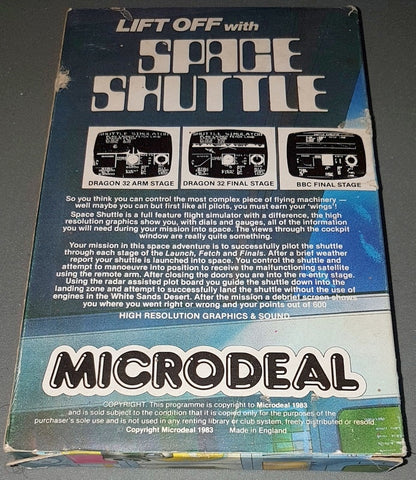 LIFT OFF with
SPACE
SHUTTLE
SHUTTLE SIMULATOR
SHUTTLE SIMULATOR
DRAGON 32 ARM STAGE
DRAGON 32 FINAL STAGE
BBC FINAL STAGE
So you think you can control the most complex piece of flying machinery —
well maybe you can but first like all pilots, you must earn your 'wings'!
Space Shuttle is a full feature flight simulator with a difference, the high
resolution graphics show you, with dials and gauges, all of the information
you will need during your mission into space. The views through the cockpit
window are really quite something.
Your mission in this space adventure is to successfully pilot the shuttle
through each stage of the Launch, Fetch and Finals. After a brief weather
report your shuttle is launched into space. You control the shuttle and
attempt to manoeuvre into position to receive the malfunctioning satellite
using the remote arm. After closing the doors you are into the re-entry stage.
Using the radar assisted plot board you guide the shuttle down into the
landing zone and attempt to successfully land the shuttle without the use of
engines in the White Sands Desert. After the mission a debrief screen shows
you where you went right or wrong and your points out of 600
HIGH RESOLUTION GRAPHICS & SOUND
MICRODEAL
COPYRIGHT. This programme is copyright to Microdeal 1983
and is sold subject to the condition that it is copied only for the purposes of the
purchaser's sole use and is not used in any renting library or club system, freely distributed or resold.
© Copyright Microdeal 1983 Made in England